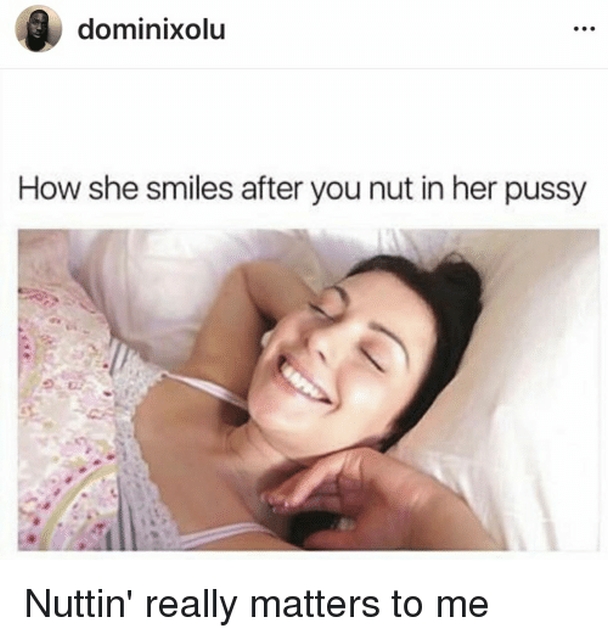 dominixolu
How she smiles after you nut in her pussy
Nuttin' really matters to me